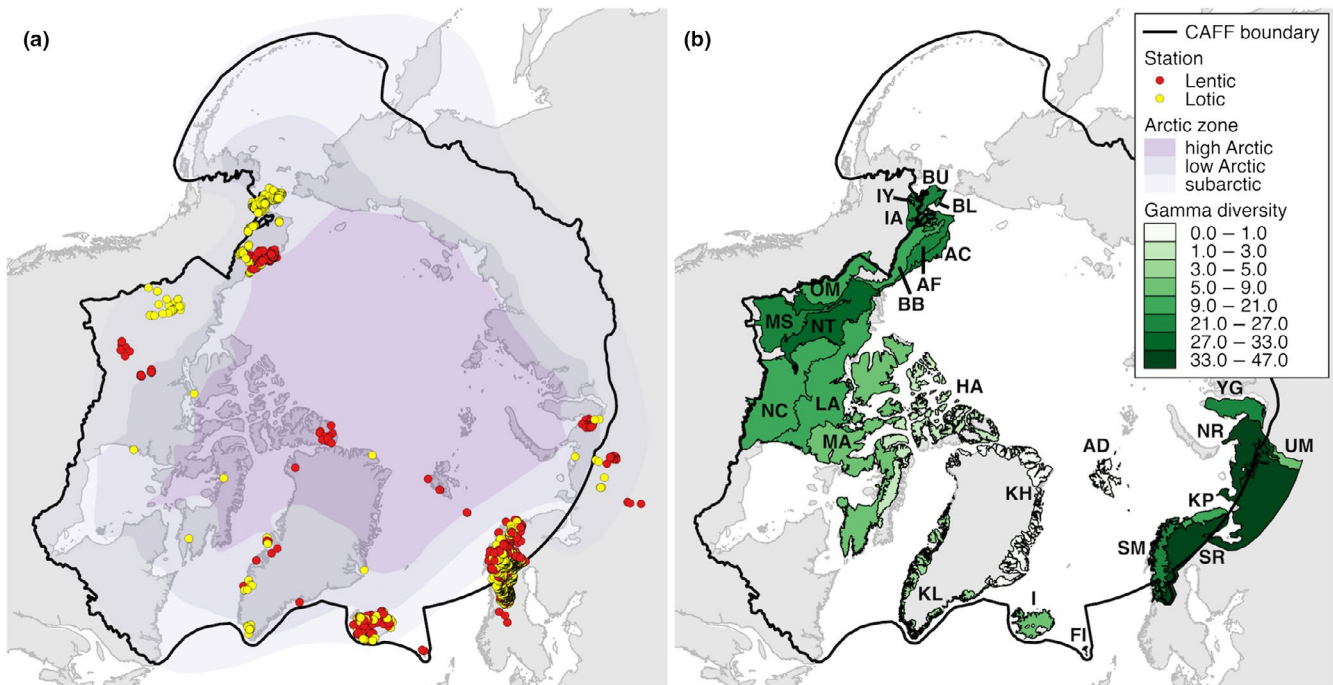 (a)
(b)
CAFF boundary
Station
Lentic
Lotic
Arctic zone
high Arctic
low Arctic
subarctic
Gamma diversity
0.0 – 1.0
1.0 – 3.0
3.0 – 5.0
5.0 – 9.0
9.0 – 21.0
21.0 – 27.0
27.0 – 33.0
33.0 – 47.0
BU
IY
BL
IA
AC
AF
BB
OM
MS
NT
HA
NC
LA
MA
YG
NR
UM
AD
KP
KH
SM
SR
KL
I
FI